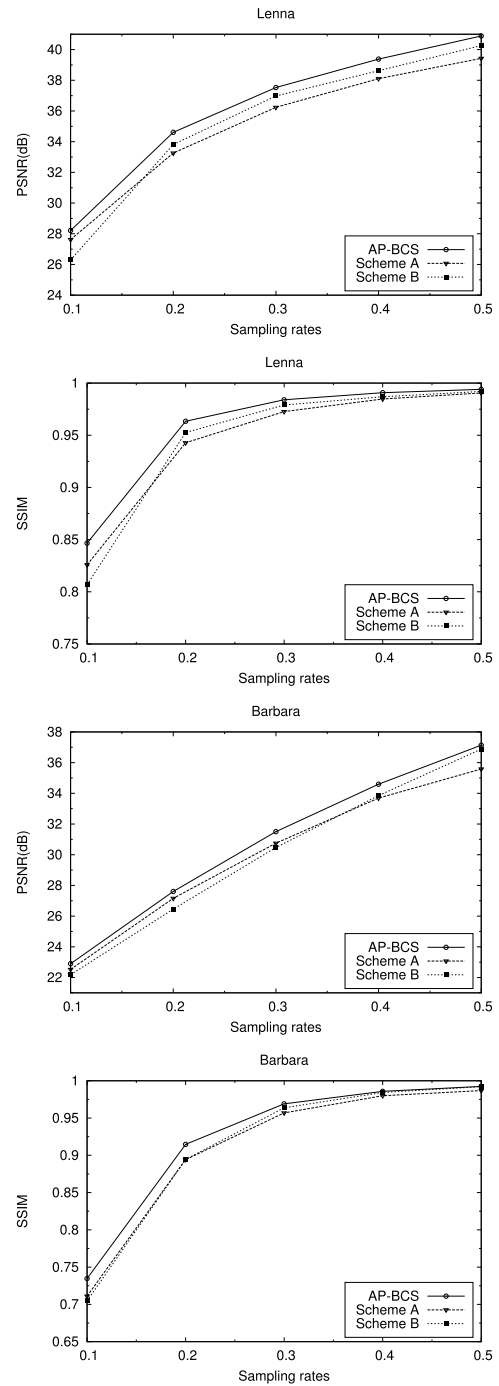 Lenna
40
38
36
34
32
30
28
26
24
PSNR(dB)
AP-BCS
Scheme A
Scheme B
0.1 0.2 0.3 0.4 0.5
Sampling rates
Lenna
1
0.95
0.9
0.85
0.8
0.75
SSIM
AP-BCS
Scheme A
Scheme B
0.1 0.2 0.3 0.4 0.5
Sampling rates
Barbara
38
36
34
32
30
28
26
24
22
PSNR(dB)
AP-BCS
Scheme A
Scheme B
0.1 0.2 0.3 0.4 0.5
Sampling rates
Barbara
1
0.95
0.9
0.85
0.8
0.75
0.7
0.65
SSIM
AP-BCS
Scheme A
Scheme B
0.1 0.2 0.3 0.4 0.5
Sampling rates